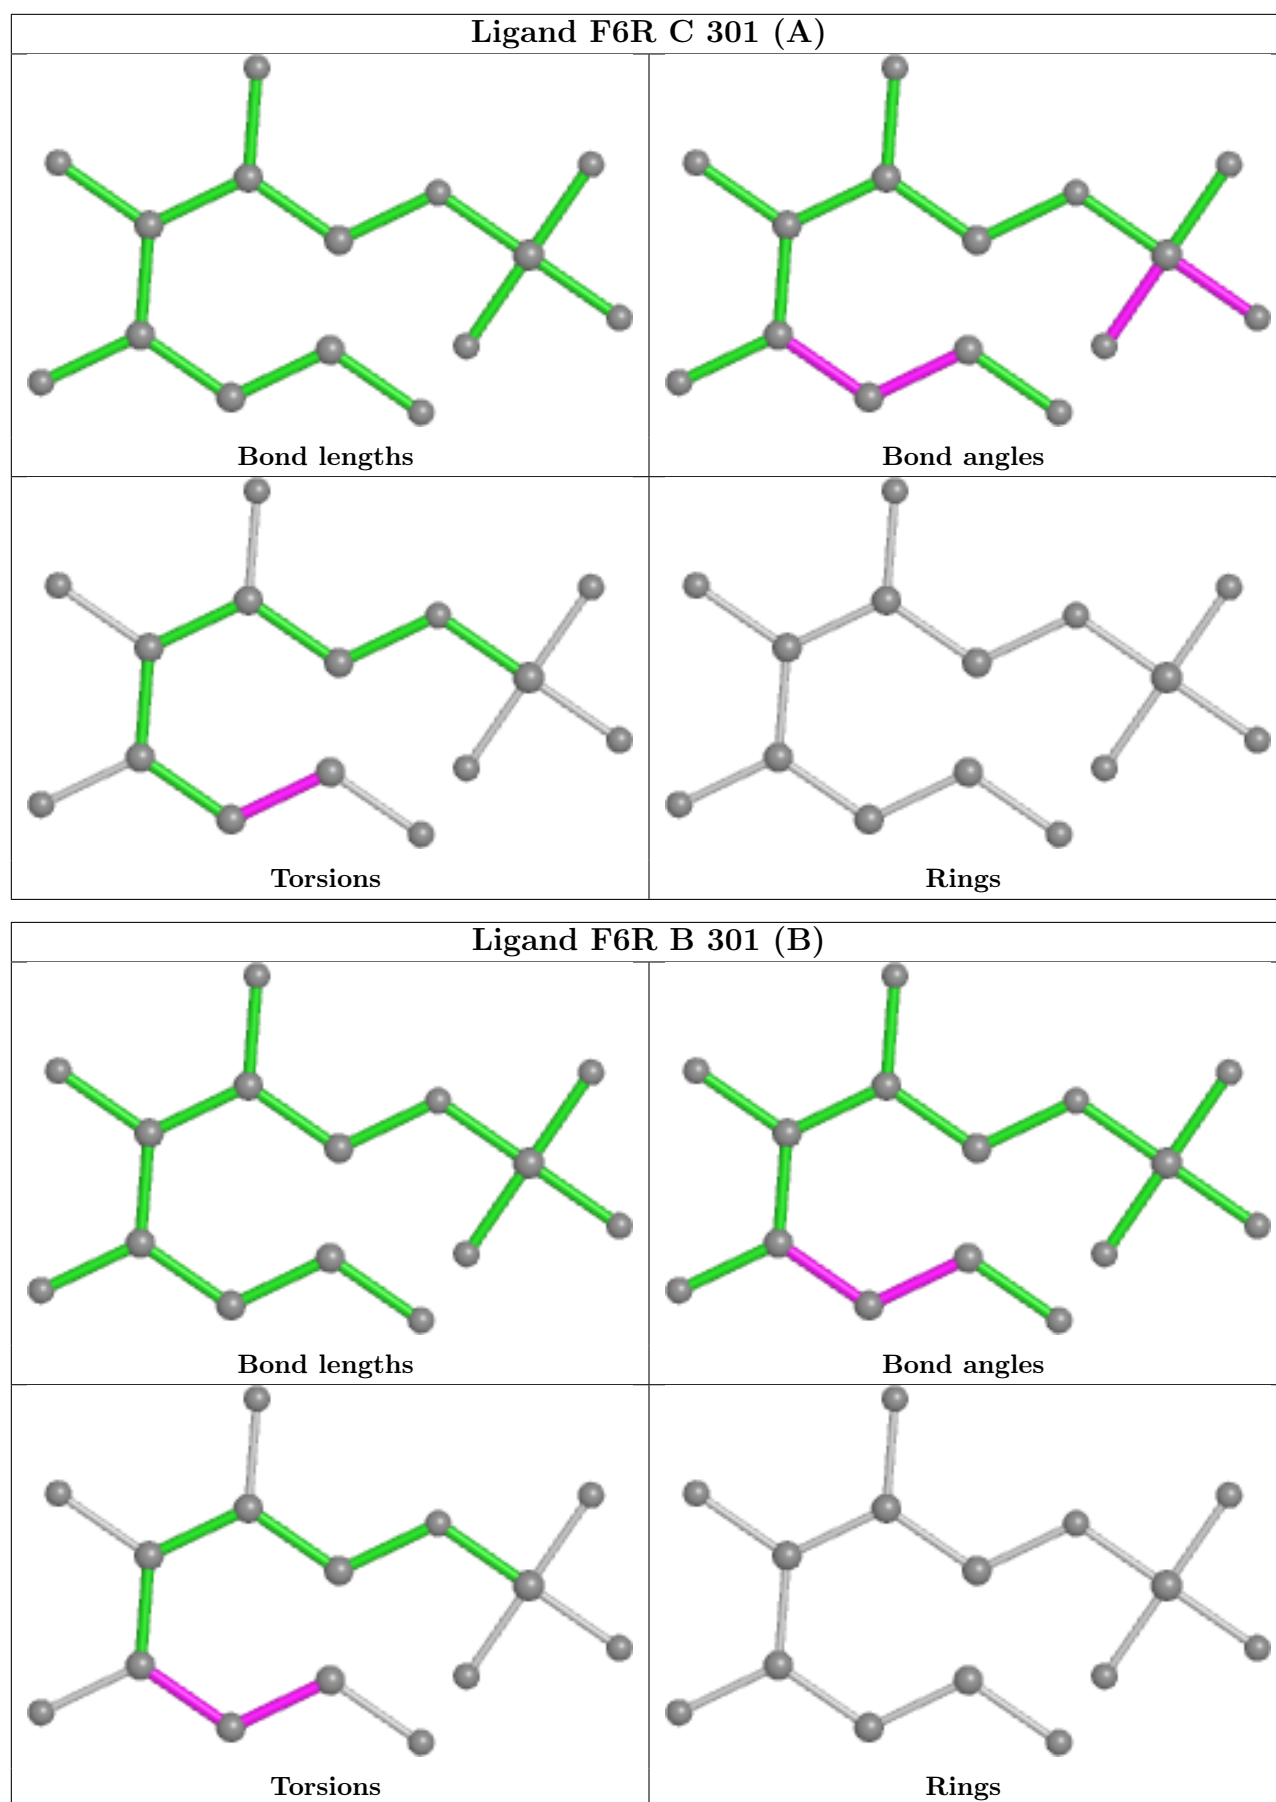 Ligand F6R C 301 (A)
Bond lengths
Bond angles
Torsions
Rings
Ligand F6R B 301 (B)
Bond lengths
Bond angles
Torsions
Rings